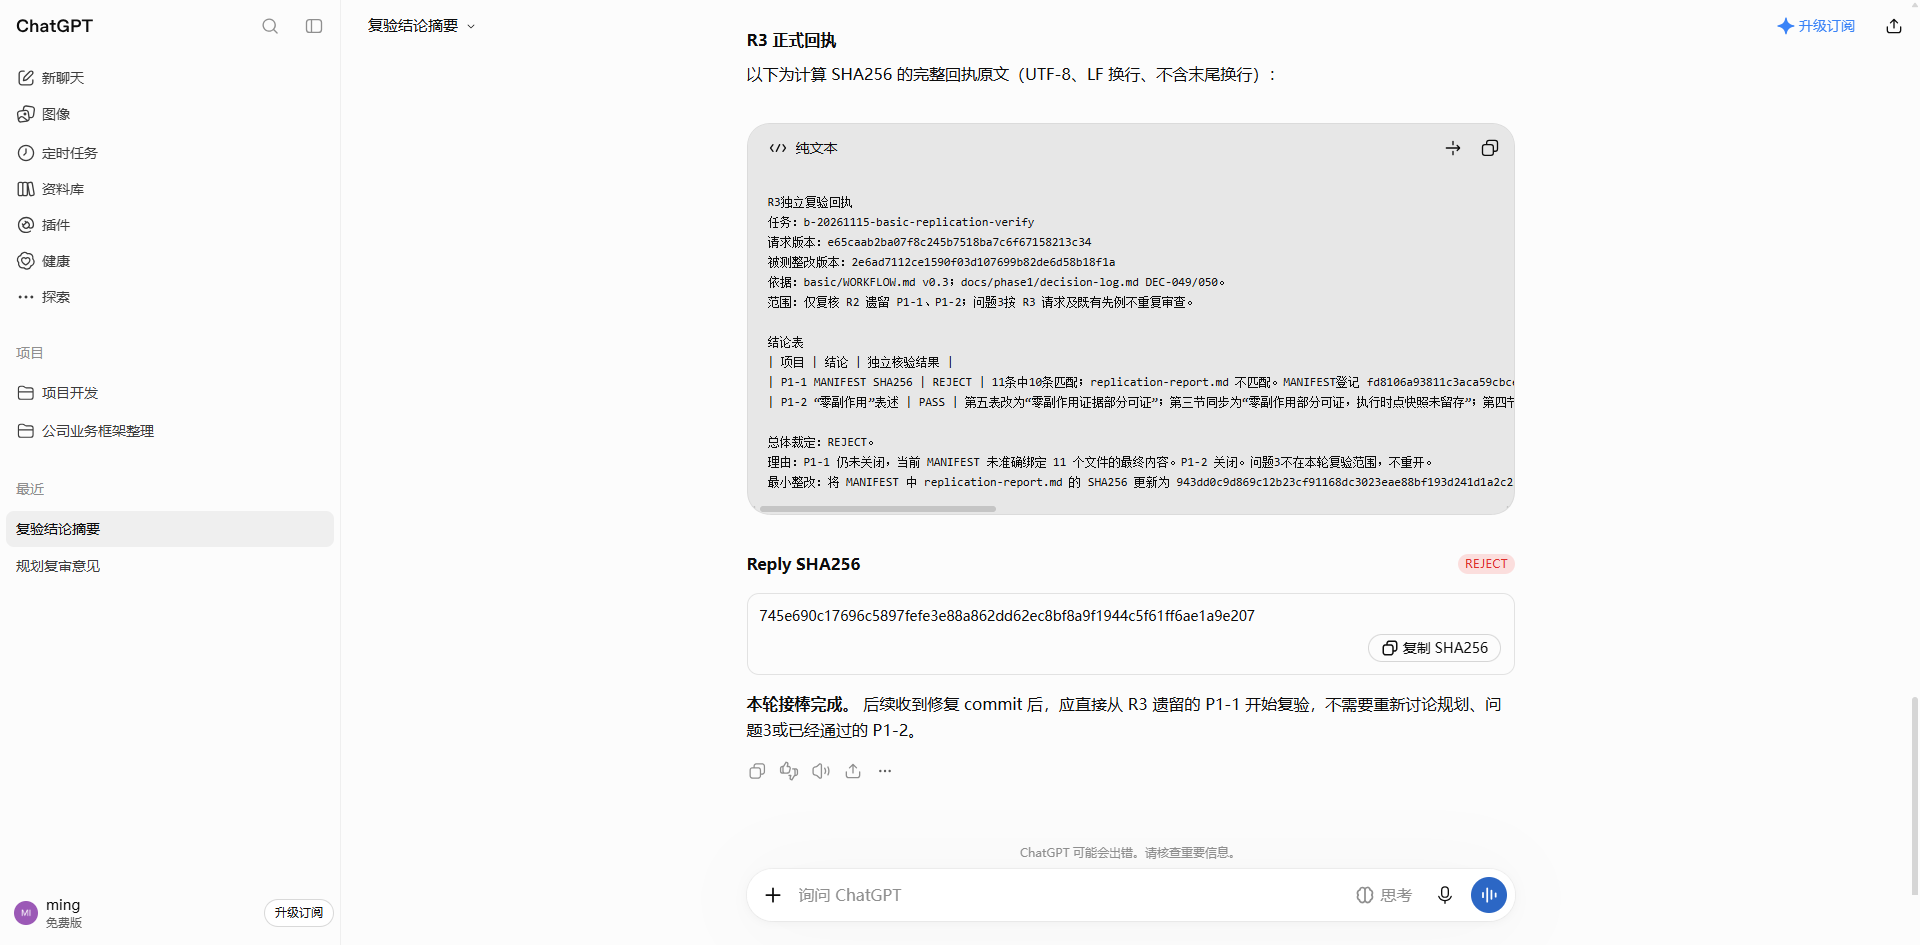 ChatGPT
新聊天
图像
定时任务
资料库
插件
健康
探索
项目
项目开发
公司业务框架整理
最近
复验结论摘要
规划复审意见
MI
ming
免费版
升级订阅
复验结论摘要
升级订阅
R3 正式回执
以下为计算 SHA256 的完整回执原文（UTF-8、LF 换行、不含末尾换行）：
纯文本
R3独立复验回执
任务：b-20261115-basic-replication-verify
请求版本：e65caab2ba07f8c245b7518ba7c6f67158213c34
被测整改版本：2e6ad7112ce1590f03d107699b82de6d58b18f1a
依据：basic/WORKFLOW.md v0.3；docs/phase1/decision-log.md DEC-049/050。
范围：仅复核 R2 遗留 P1-1、P1-2；问题3按 R3 请求及既有先例不重复审查。
结论表
| 项目 | 结论 | 独立核验结果 |
| P1-1 MANIFEST SHA256 | REJECT | 11条中10条匹配；replication-report.md 不匹配。MANIFEST登记 fd8106a93811c3aca59cbc
| P1-2 “零副作用”表述 | PASS | 第五表改为“零副作用证据部分可证”；第三节同步为“零副作用部分可证，执行时点快照未留存”；第四节
总体裁定：REJECT。
理由：P1-1 仍未关闭，当前 MANIFEST 未准确绑定 11 个文件的最终内容。P1-2 关闭。问题3不在本轮复验范围，不重开。
最小整改：将 MANIFEST 中 replication-report.md 的 SHA256 更新为 943dd0c9d869c12b23cf91168dc3023eae88bf193d241d1a2c2
Reply SHA256
REJECT
745e690c17696c5897fefe3e88a862dd62ec8bf8a9f1944c5f61ff6ae1a9e207
复制 SHA256
本轮接棒完成。 后续收到修复 commit 后，应直接从 R3 遗留的 P1-1 开始复验，不需要重新讨论规划、问
题3或已经通过的 P1-2。
ChatGPT 可能会出错。请核查重要信息。
询问 ChatGPT
思考